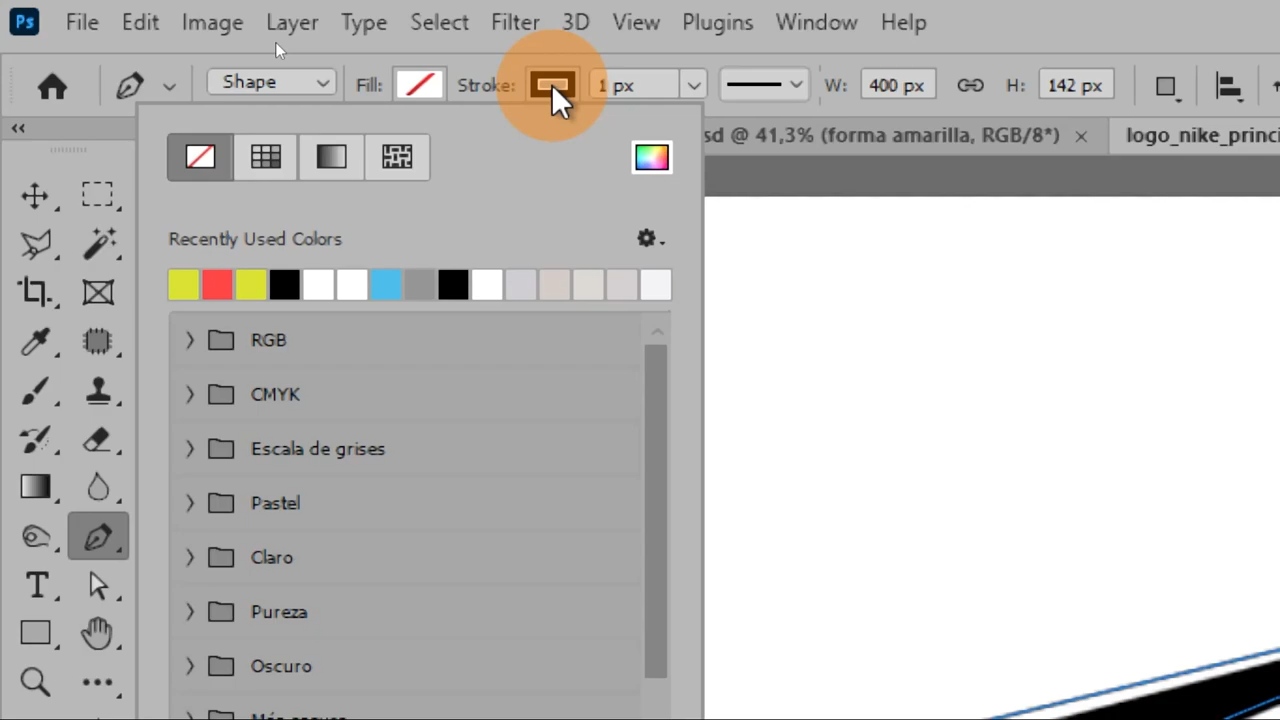 Ps File Edit Image Layer Type Select Filter 3D View Plugins Window Help
Shape Fill: Stroke: 1 px W: 400 px H: 142 px
sd @ 41,3% (forma amarilla, RGB/8*) × logo_nike_princi
Recently Used Colors
RGB
CMYK
Escala de grises
Pastel
Claro
Pureza
Oscuro